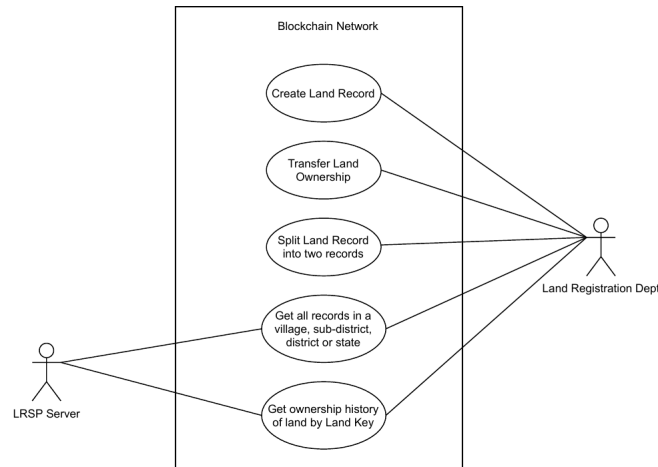 Blockchain Network
Create Land Record
Transfer Land
Ownership
Split Land Record
into two records
Land Registration Dept
Get all records in a
village, sub-district,
district or state
LRSP Server
Get ownership history
of land by Land Key